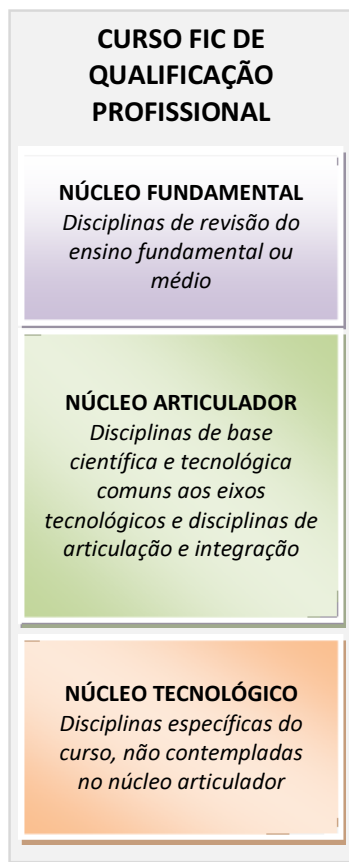 CURSO FIC DE
QUALIFICAÇÃO
PROFISSIONAL
NÚCLEO FUNDAMENTAL
Disciplinas de revisão do
ensino fundamental ou
médio
NÚCLEO ARTICULADOR
Disciplinas de base
científica e tecnológica
comuns aos eixos
tecnológicos e disciplinas de
articulação e integração
NÚCLEO TECNOLÓGICO
Disciplinas específicas do
curso, não contempladas
no núcleo articulador